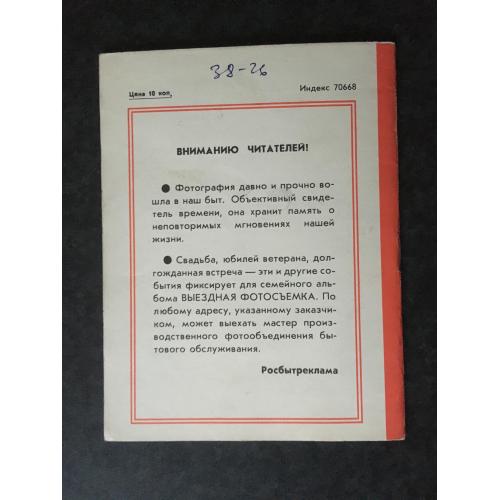 38-26
Цена 10 коп.
Индекс 70668
ВНИМАНИЮ ЧИТАТЕЛЕЙ!
● Фотография давно и прочно во-
шла в наш быт. Объективный свиде-
тель времени, она хранит память о
неповторимых мгновениях нашей
жизни.
● Свадьба, юбилей ветерана, дол-
гожданная встреча — эти и другие со-
бытия фиксирует для семейного аль-
бома ВЫЕЗДНАЯ ФОТОСЪЕМКА. По
любому адресу, указанному заказчи-
ком, может выехать мастер произ-
водственного фотообъединения бы-
тового обслуживания.
Росбытреклама